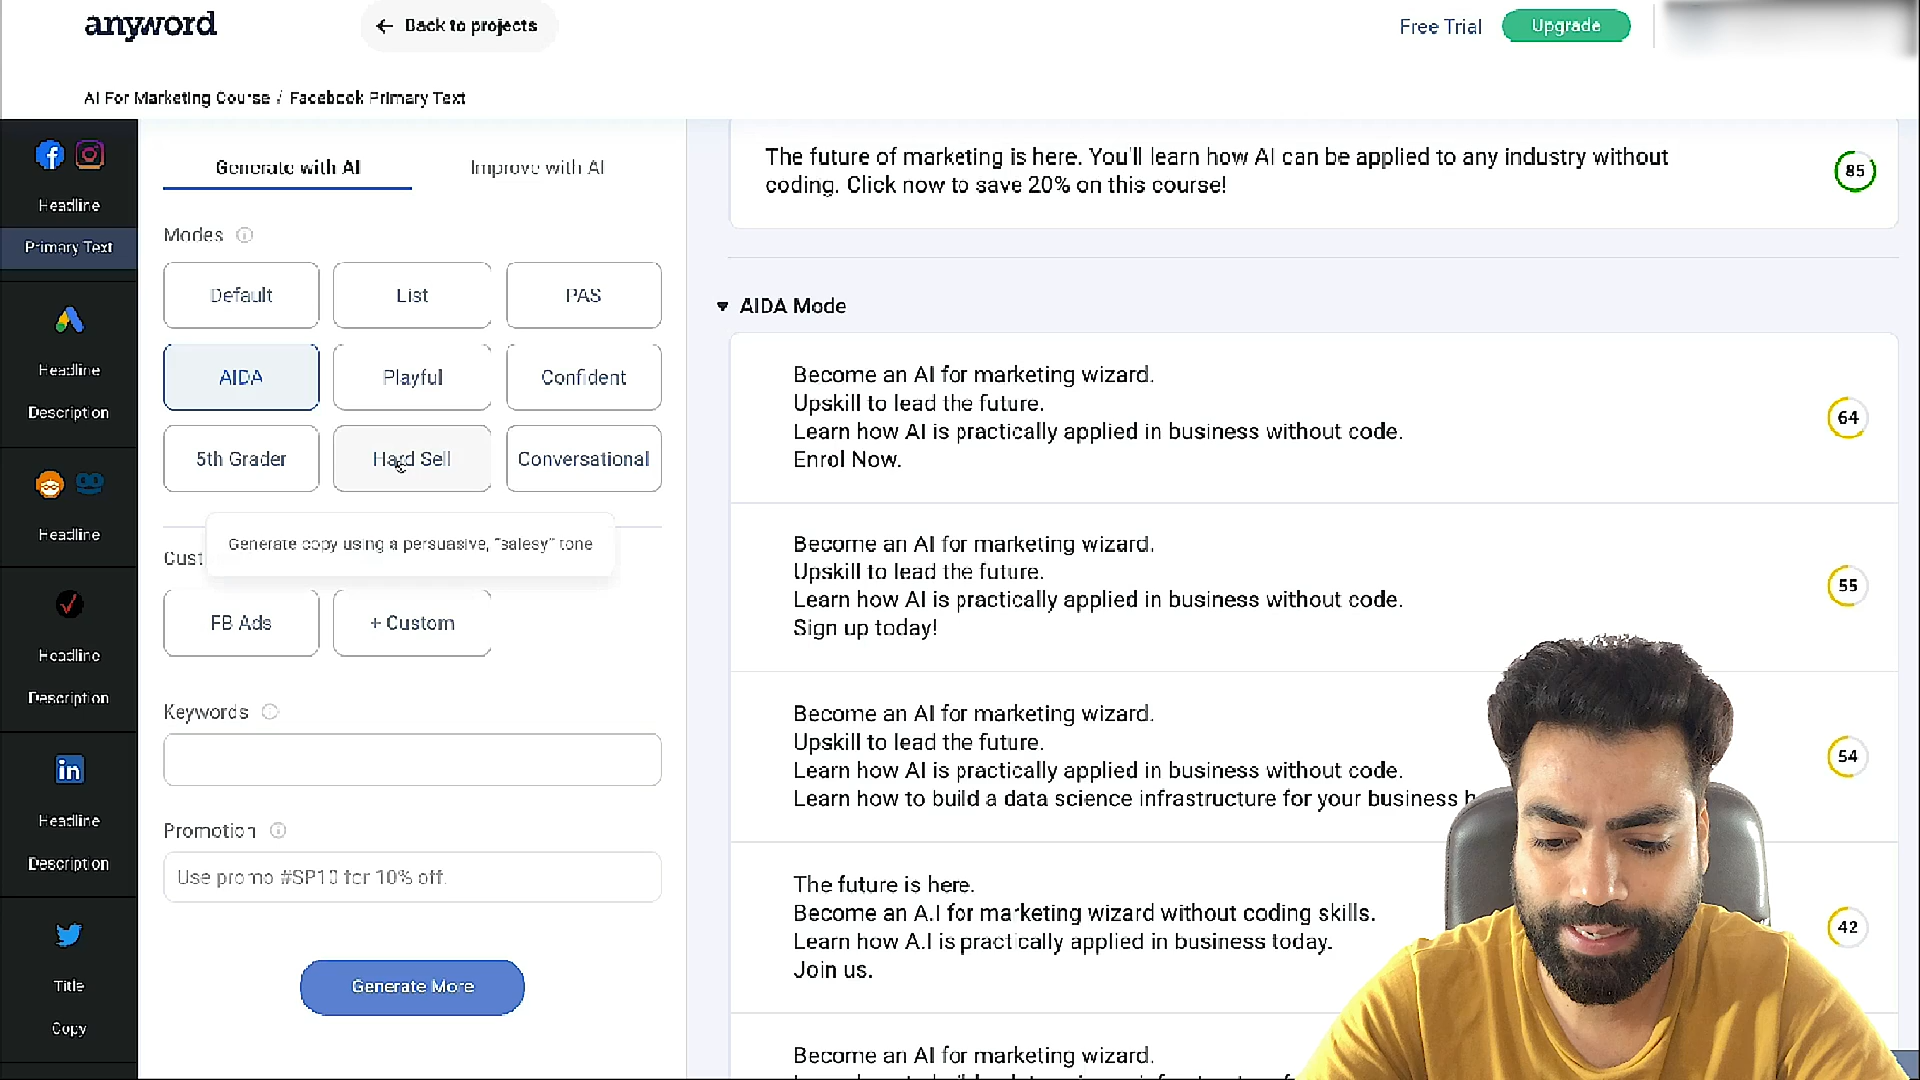 anyword
Back to projects
Free Trial
Upgrade
AI For Marketing Course / Facebook Primary Text
Headline
Primary Text
Headline
Description
Headline
Headline
Description
Headline
Description
Title
Copy
Generate with AI
Improve with AI
Modes
Default
List
PAS
AIDA
Playful
Confident
5th Grader
Hard Sell
Conversational
Generate copy using a persuasive, "salesy" tone
Cust
FB Ads
+ Custom
Keywords
Promotion
Use promo #SP10 for 10% off.
Generate More
The future of marketing is here. You'll learn how AI can be applied to any industry without
coding. Click now to save 20% on this course!
85
AIDA Mode
Become an AI for marketing wizard.
Upskill to lead the future.
Learn how AI is practically applied in business without code.
Enrol Now.
64
Become an AI for marketing wizard.
Upskill to lead the future.
Learn how AI is practically applied in business without code.
Sign up today!
55
Become an AI for marketing wizard.
Upskill to lead the future.
Learn how AI is practically applied in business without code.
Learn how to build a data science infrastructure for your business
54
The future is here.
Become an A.I for marketing wizard without coding skills.
Learn how A.I is practically applied in business today.
Join us.
42
Become an AI for marketing wizard.